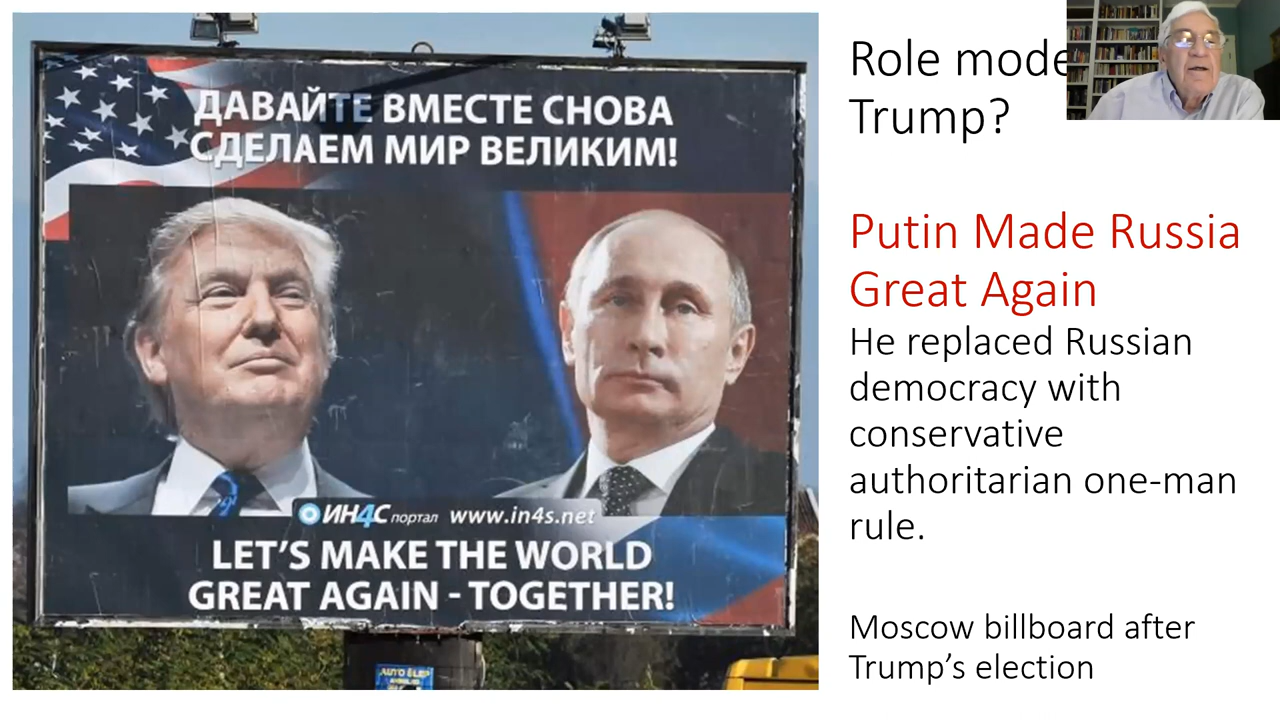 ДАВАЙТЕ ВМЕСТЕ СНОВА
СДЕЛАЕМ МИР ВЕЛИКИМ!
ИН4С портал www.in4s.net
LET'S MAKE THE WORLD
GREAT AGAIN - TOGETHER!
AUTO ŠLEP
Role mode
Trump?
Putin Made Russia
Great Again
He replaced Russian
democracy with
conservative
authoritarian one-man
rule.
Moscow billboard after
Trump’s election